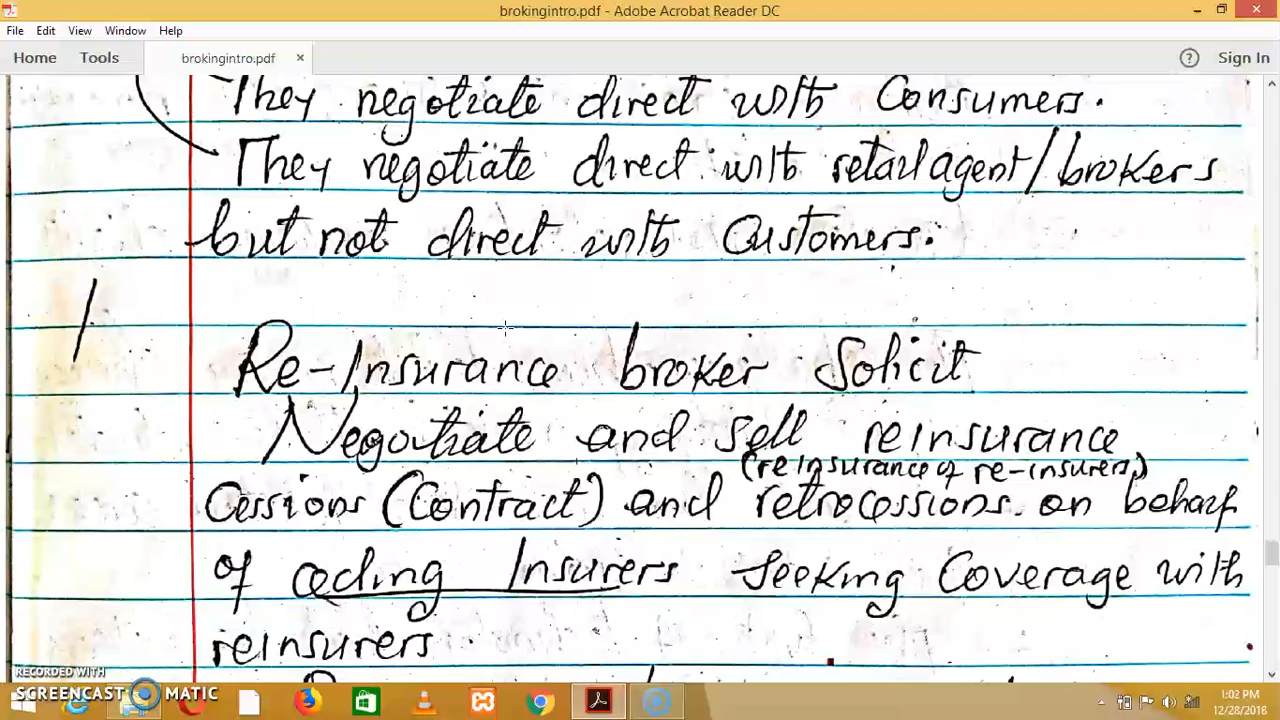 brokingintro.pdf - Adobe Acrobat Reader DC
File Edit View Window Help
Home Tools brokingintro.pdf × ? Sign In
They negotiate direct with Consumers.
They negotiate direct with retail agent/brokers
but not direct with Customers.
Re-Insurance broker Solicit
Negotiate and sell reinsurance
(reinsurance of re-insurers)
Cessions (Contract) and retrocessions on beharf
of ceding Insurers seeking Coverage with
reinsurers
RECORDED WITH
SCREENCAST MATIC
1:02 PM
12/28/2018